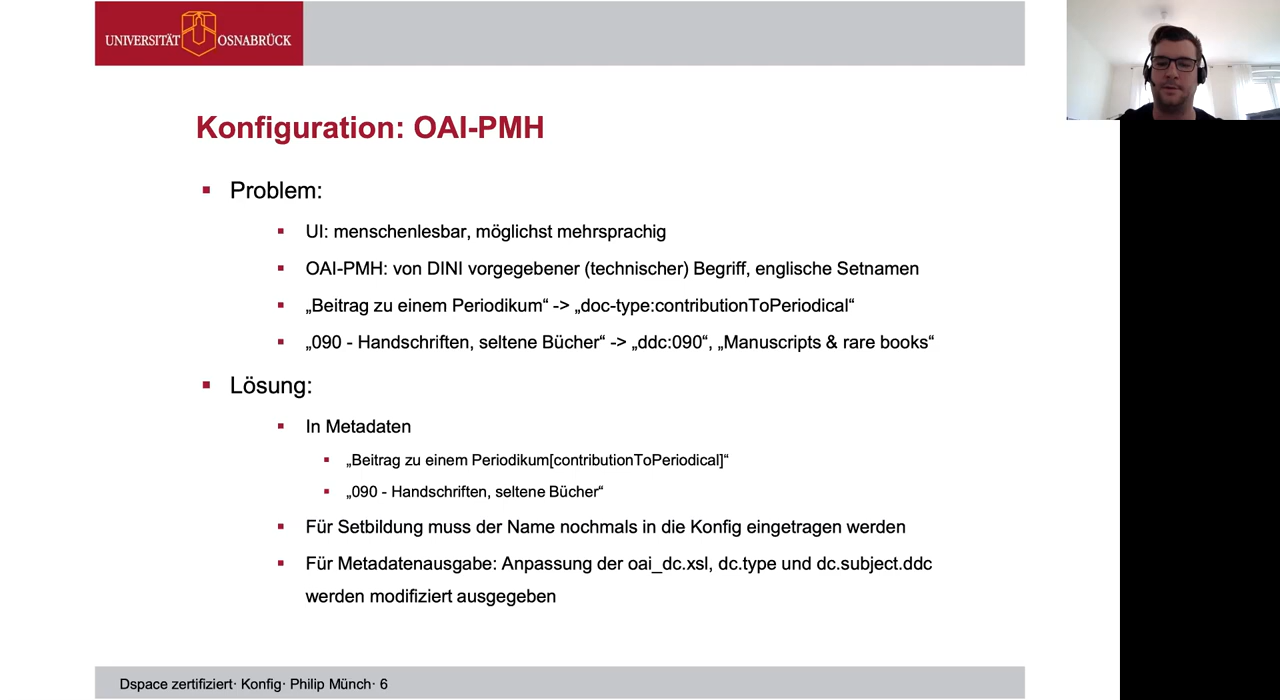 UNIVERSITÄT OSNABRÜCK
Konfiguration: OAI-PMH
Problem:
UI: menschenlesbar, möglichst mehrsprachig
OAI-PMH: von DINI vorgegebener (technischer) Begriff, englische Setnamen
„Beitrag zu einem Periodikum“ -> „doc-type:contributionToPeriodical“
„090 - Handschriften, seltene Bücher“ -> „ddc:090“, „Manuscripts & rare books“
Lösung:
In Metadaten
„Beitrag zu einem Periodikum[contributionToPeriodical]“
„090 - Handschriften, seltene Bücher“
Für Setbildung muss der Name nochmals in die Konfig eingetragen werden
Für Metadatenausgabe: Anpassung der oai_dc.xsl, dc.type und dc.subject.ddc
werden modifiziert ausgegeben
Dspace zertifiziert· Konfig· Philip Münch· 6